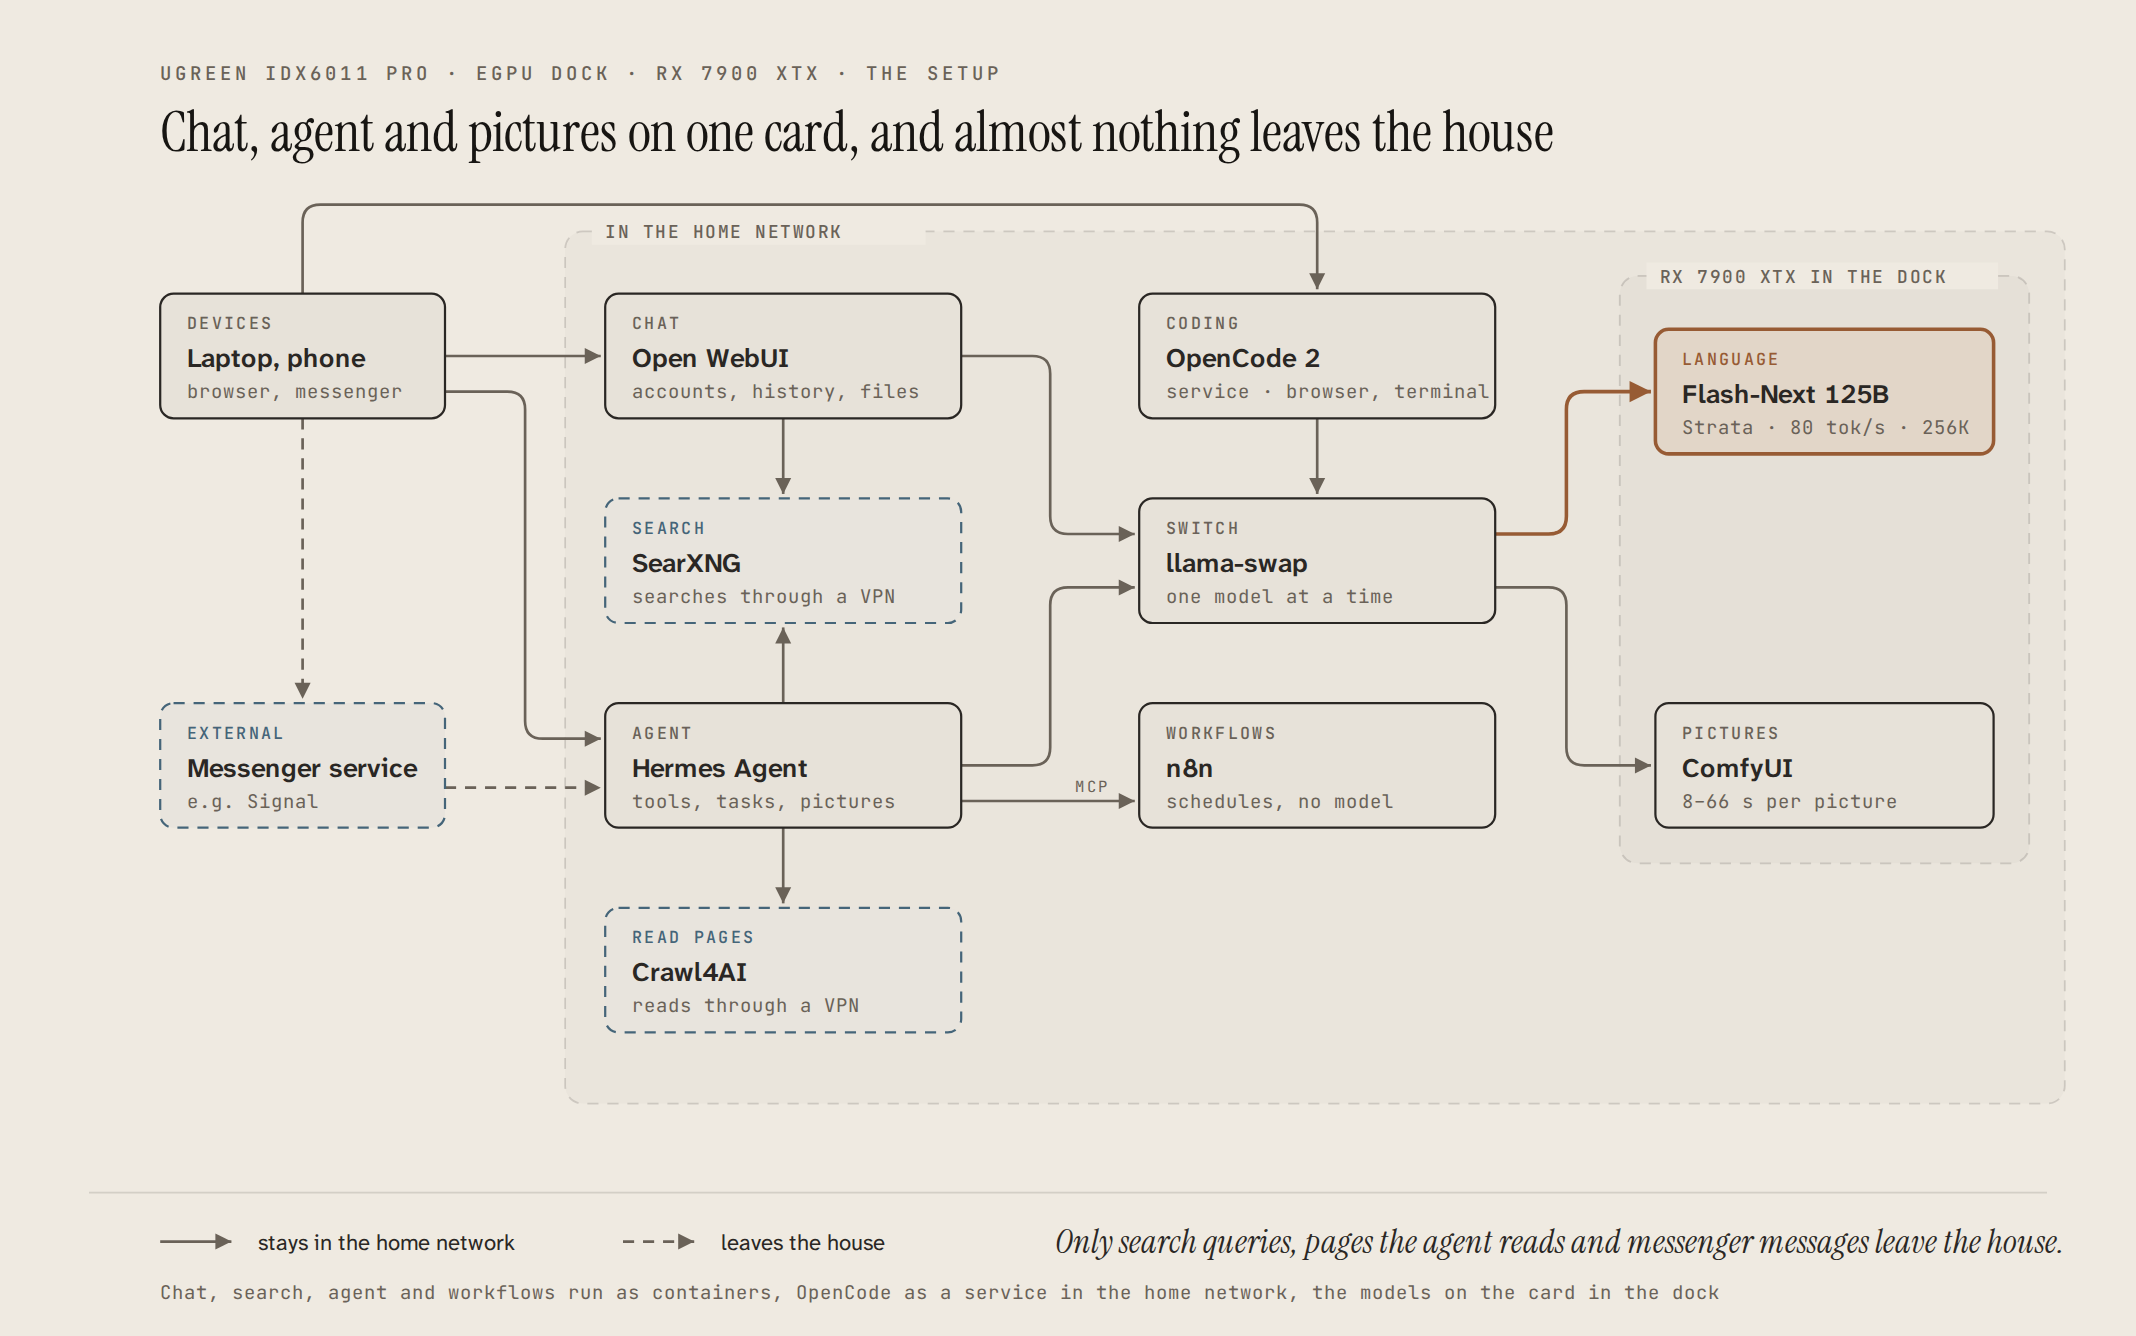 UGREEN IDX6011 PRO · EGPU DOCK · RX 7900 XTX · THE SETUP
Chat, agent and pictures on one card, and almost nothing leaves the house
IN THE HOME NETWORK
RX 7900 XTX IN THE DOCK
DEVICES
Laptop, phone
browser, messenger
CHAT
Open WebUI
accounts, history, files
CODING
OpenCode 2
service · browser, terminal
LANGUAGE
Flash-Next 125B
Strata · 80 tok/s · 256K
SEARCH
SearXNG
searches through a VPN
SWITCH
llama-swap
one model at a time
EXTERNAL
Messenger service
e.g. Signal
AGENT
Hermes Agent
tools, tasks, pictures
MCP
WORKFLOWS
n8n
schedules, no model
PICTURES
ComfyUI
8–66 s per picture
READ PAGES
Crawl4AI
reads through a VPN
stays in the home network
leaves the house
Only search queries, pages the agent reads and messenger messages leave the house.
Chat, search, agent and workflows run as containers, OpenCode as a service in the home network, the models on the card in the dock